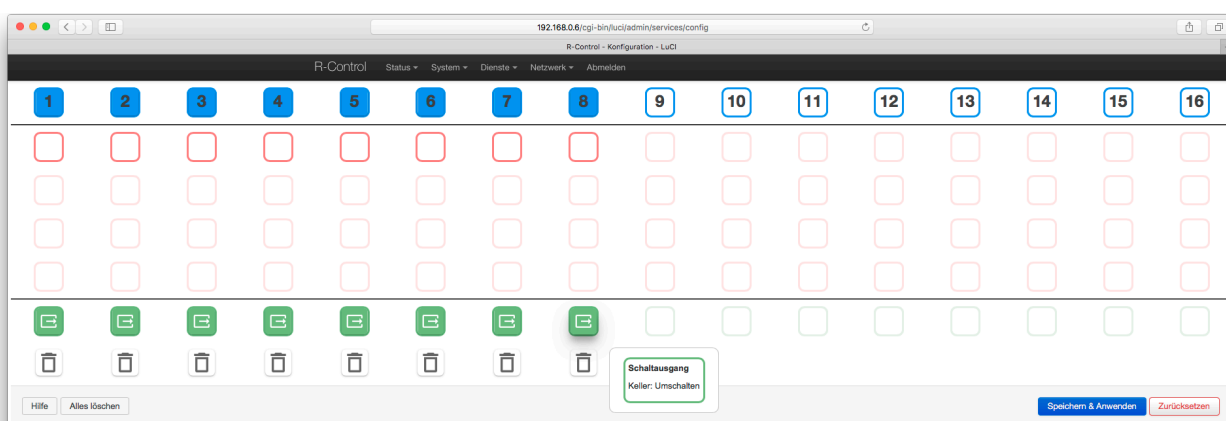 192.168.0.6/cgi-bin/luci/admin/services/config
R-Control - Konfiguration - LuCI
R-Control Status System Dienste Netzwerk Abmelden
1 2 3 4 5 6 7 8 9 10 11 12 13 14 15 16
Schaltausgang
Keller: Umschalten
Hilfe Alles löschen Speichern & Anwenden Zurücksetzen